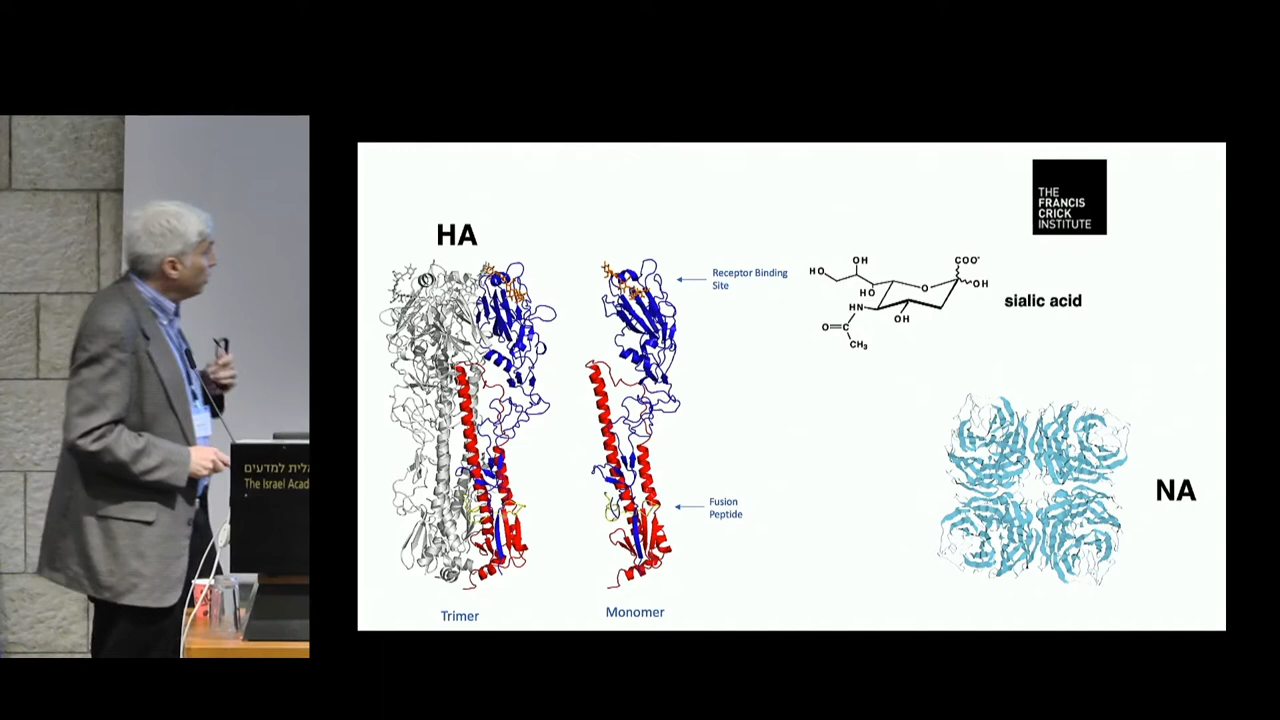 THE
FRANCIS
CRICK
INSTITUTE
HA
Receptor Binding
Site
HO
OH
HO
COO⁻
O
OH
HN
OH
O=C
CH₃
sialic acid
Fusion
Peptide
NA
Trimer
Monomer
לית למדעים
The Israel Acad